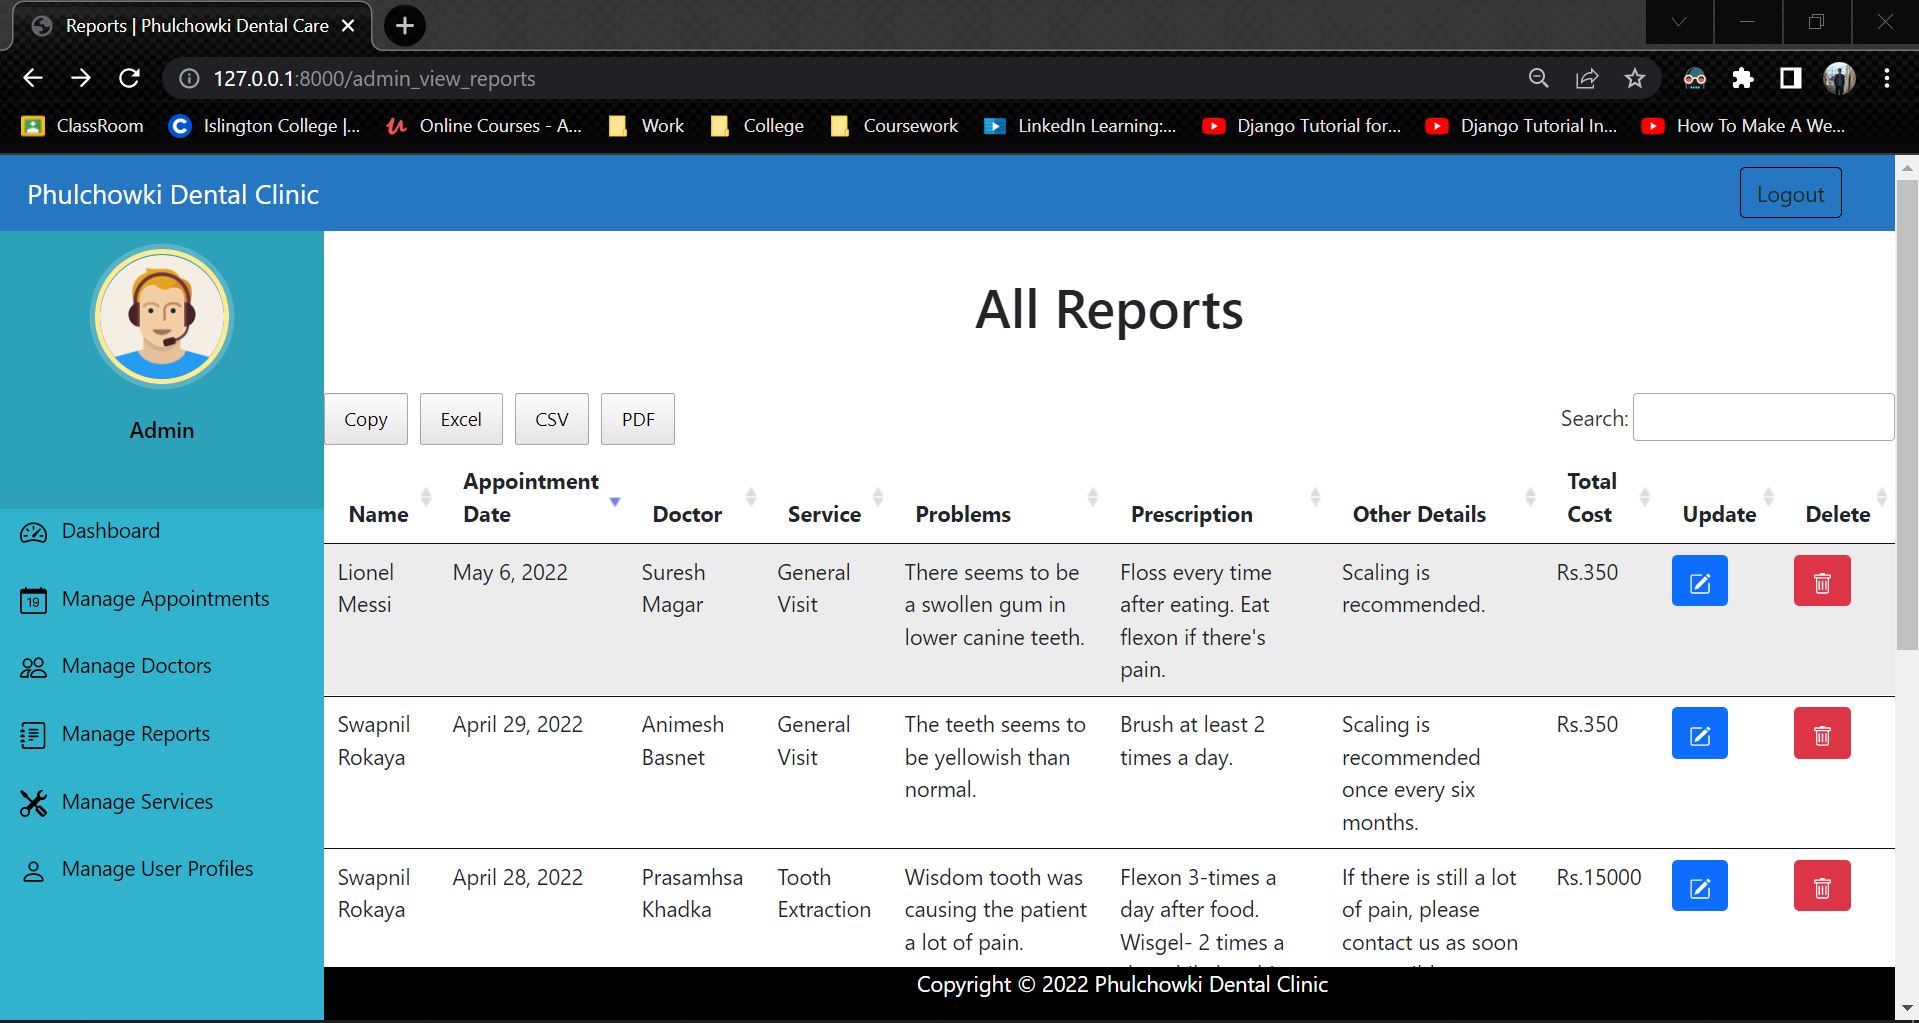 Reports | Phulchowki Dental Care
127.0.0.1:8000/admin_view_reports
ClassRoom Islington College |... Online Courses - A... Work College Coursework LinkedIn Learning:... Django Tutorial for... Django Tutorial In... How To Make A We...
Phulchowki Dental Clinic
Logout
Admin
Dashboard
19
Manage Appointments
Manage Doctors
Manage Reports
Manage Services
Manage User Profiles
All Reports
Copy Excel CSV PDF
Search:
Name
Appointment
Date
Doctor
Service
Problems
Prescription
Other Details
Total
Cost
Update
Delete
Lionel
Messi
May 6, 2022
Suresh
Magar
General
Visit
There seems to be
a swollen gum in
lower canine teeth.
Floss every time
after eating. Eat
flexon if there's
pain.
Scaling is
recommended.
Rs.350
Swapnil
Rokaya
April 29, 2022
Animesh
Basnet
General
Visit
The teeth seems to
be yellowish than
normal.
Brush at least 2
times a day.
Scaling is
recommended
once every six
months.
Rs.350
Swapnil
Rokaya
April 28, 2022
Prasamhsa
Khadka
Tooth
Extraction
Wisdom tooth was
causing the patient
a lot of pain.
Flexon 3-times a
day after food.
Wisgel- 2 times a
If there is still a lot
of pain, please
contact us as soon
Rs.15000
Copyright © 2022 Phulchowki Dental Clinic